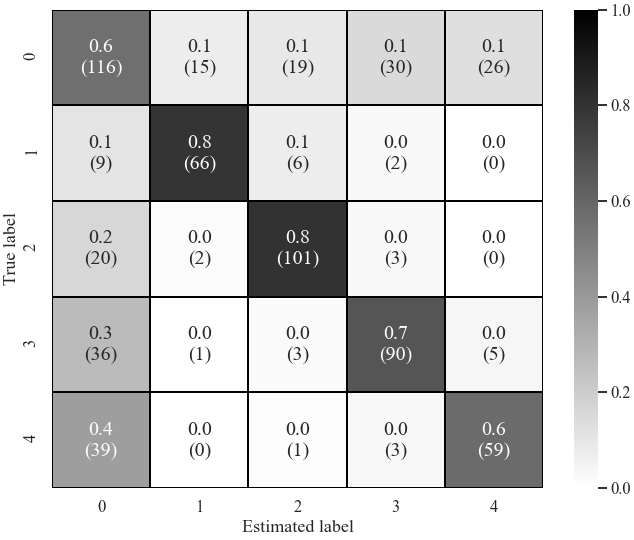 0.6 0.1 0.1 0.1 0.1 1.0
0 (116) (15) (19) (30) (26)
0.8
0.1 0.8 0.1 0.0 0.0
1 (9) (66) (6) (2) (0)
0.6
0.2 0.0 0.8 0.0 0.0
True label 2 (20) (2) (101) (3) (0)
0.4
0.3 0.0 0.0 0.7 0.0
3 (36) (1) (3) (90) (5)
0.2
0.4 0.0 0.0 0.0 0.6
4 (39) (0) (1) (3) (59)
0.0
0 1 2 3 4
Estimated label